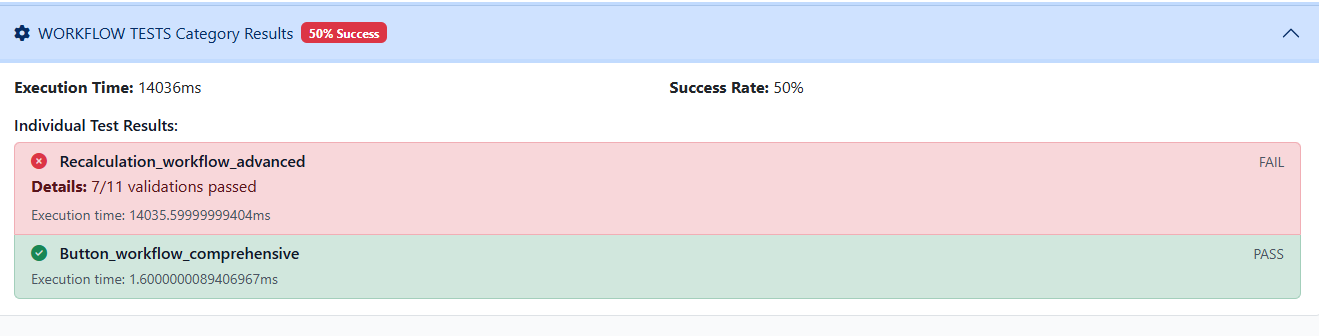 WORKFLOW TESTS Category Results 50% Success
Execution Time: 14036ms Success Rate: 50%
Individual Test Results:
Recalculation_workflow_advanced FAIL
Details: 7/11 validations passed
Execution time: 14035.59999999404ms
Button_workflow_comprehensive PASS
Execution time: 1.6000000089406967ms